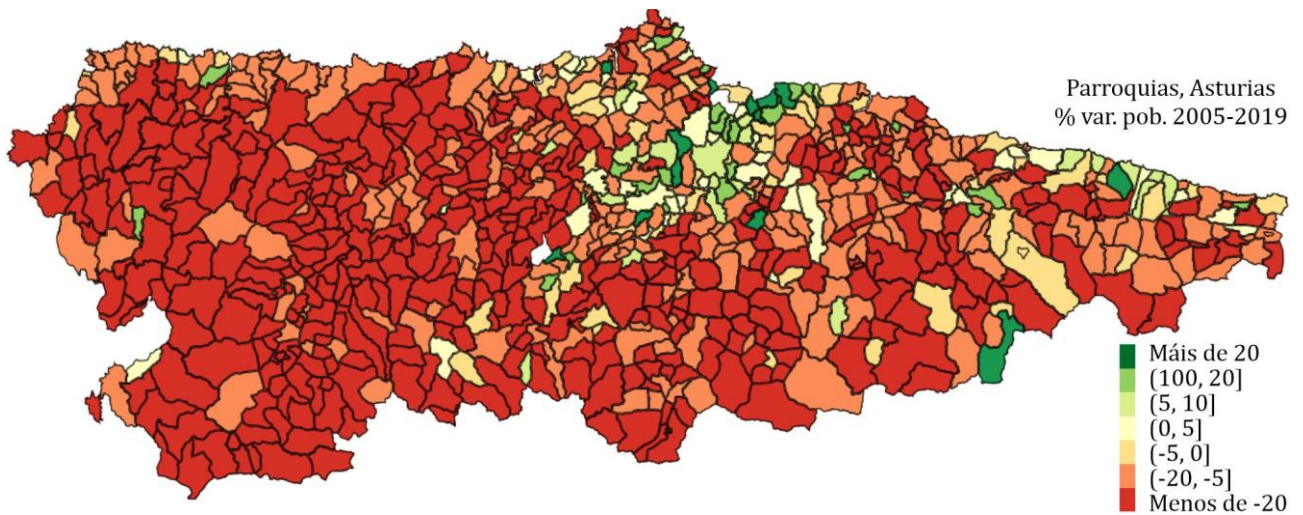 Parroquias, Asturias
% var. pob. 2005-2019
Máis de 20
(100, 20]
(5, 10]
(0, 5]
(-5, 0]
(-20, -5]
Menos de -20